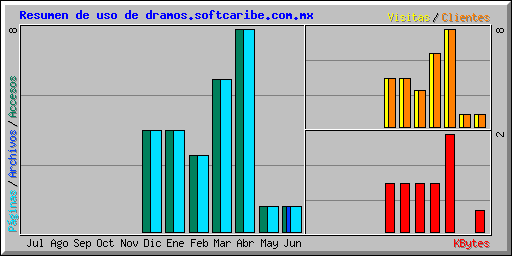 Resumen de uso de dramos.softcaribe.com.mx
Visitas / Clientes
8
8
Páginas / Archivos / Accesos
2
Jul Ago Sep Oct Nov Dic Ene Feb Mar Abr May Jun
KBytes